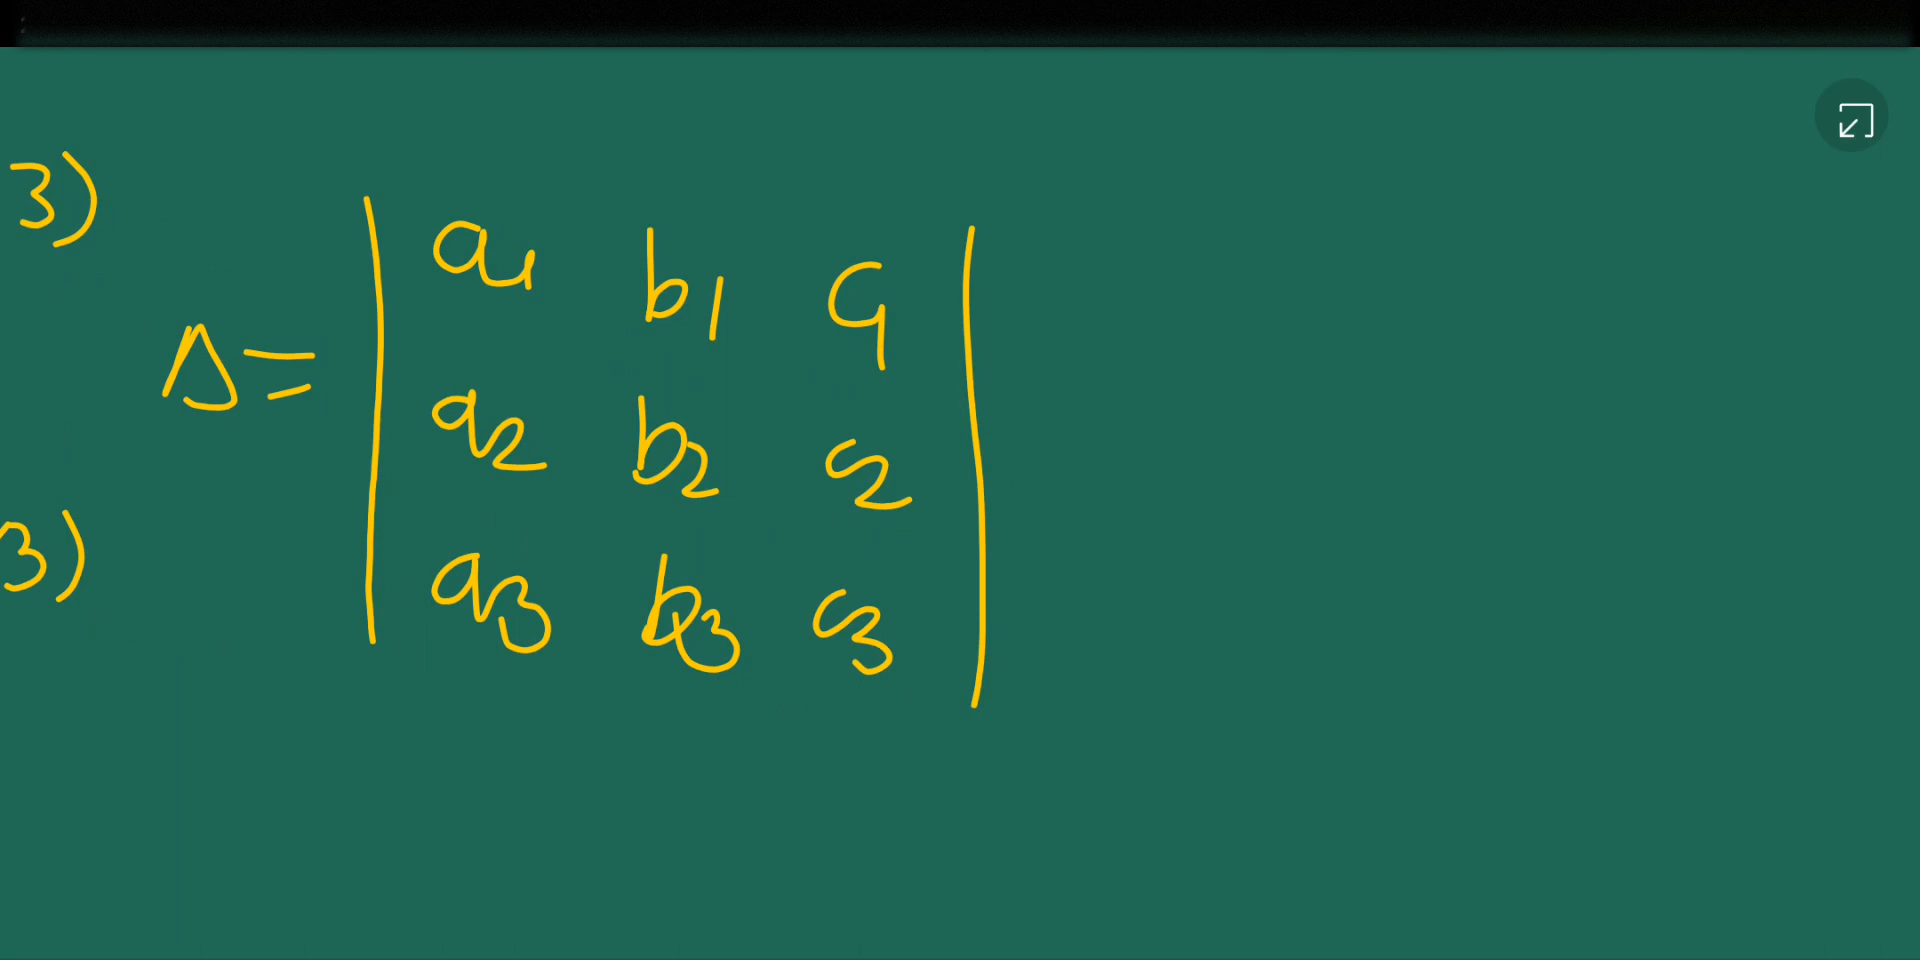 3)
Δ= | a1 b1 c1 |
| a2 b2 c2 |
| a3 b3 c3 |
3)